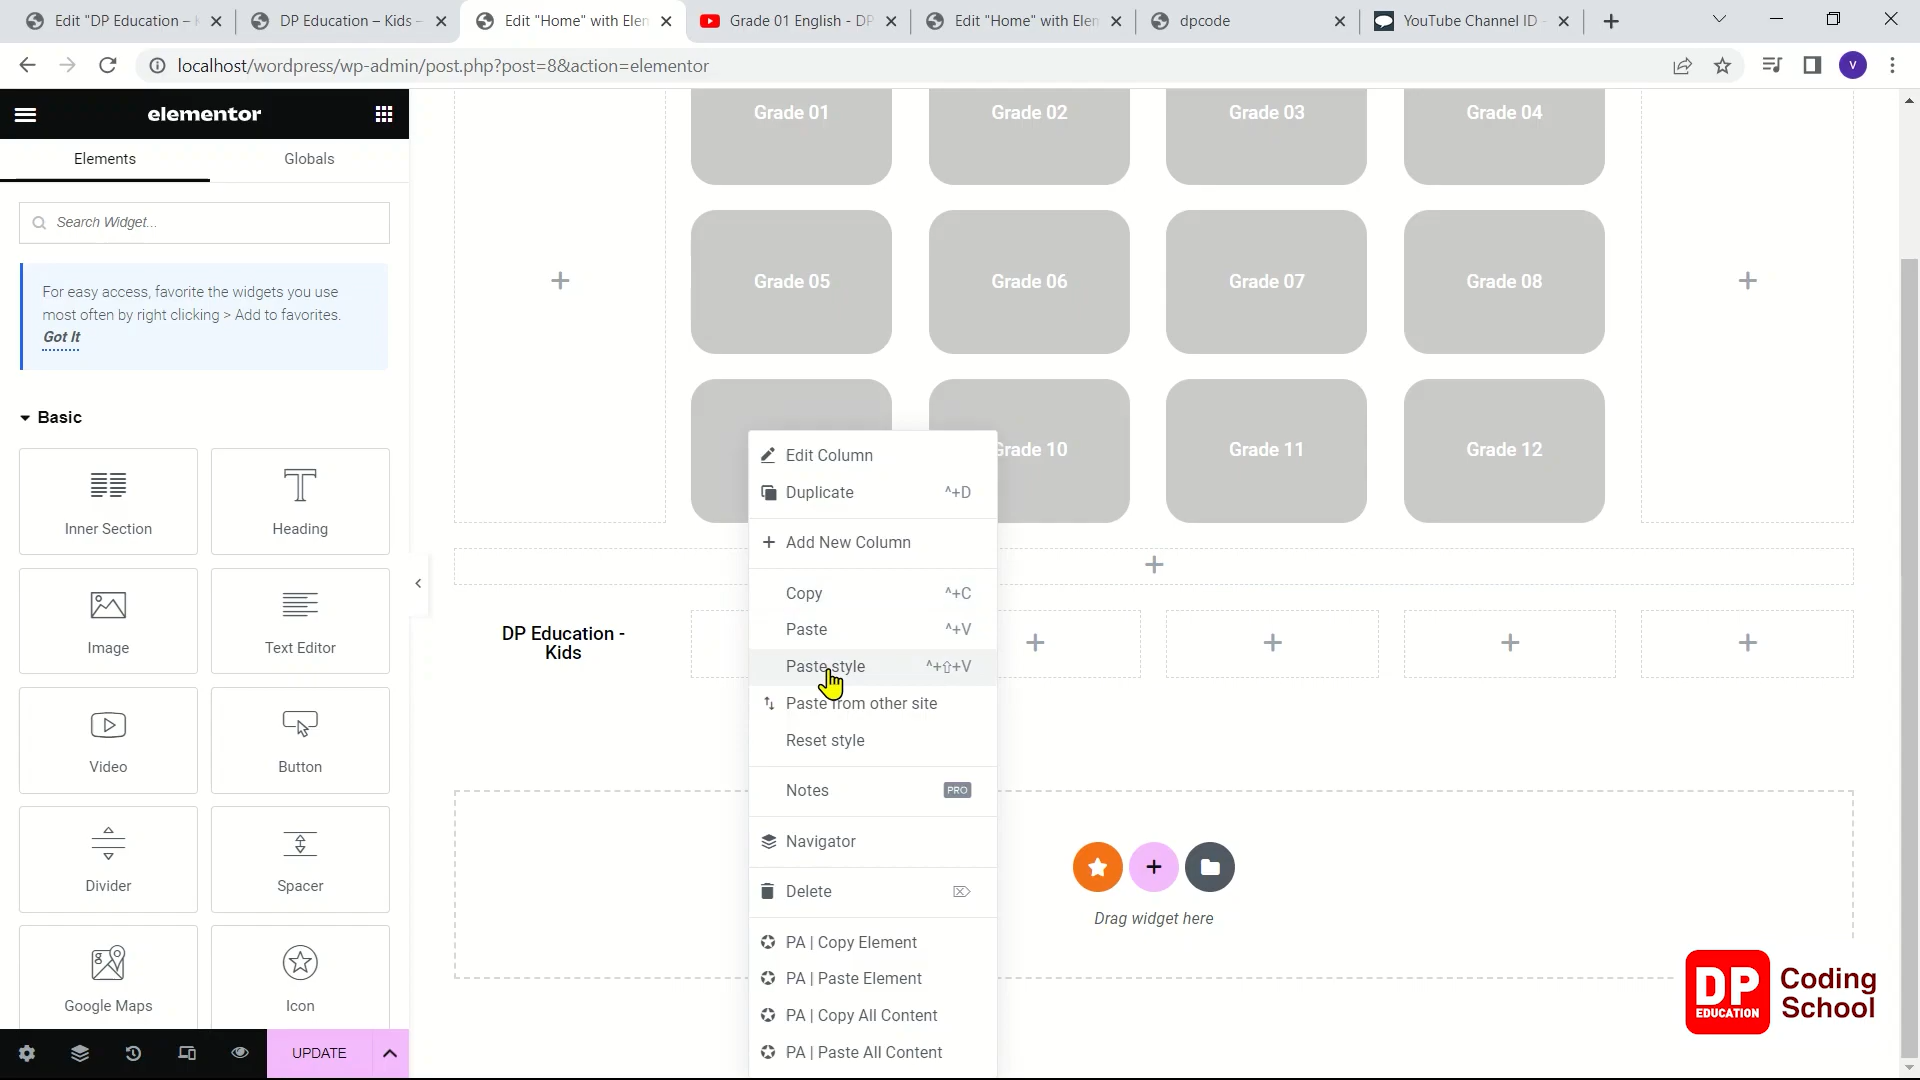 Edit "DP Education – K
DP Education – Kids –
Edit "Home" with Elem
Grade 01 English - DP
Edit "Home" with Elem
dpcode
YouTube Channel ID -
localhost/wordpress/wp-admin/post.php?post=8&action=elementor
V
elementor
Elements
Globals
Search Widget...
For easy access, favorite the widgets you use
most often by right clicking > Add to favorites.
Got It
Basic
Inner Section
Heading
Image
Text Editor
Video
Button
Divider
Spacer
Google Maps
Icon
UPDATE
Grade 01
Grade 02
Grade 03
Grade 04
Grade 05
Grade 06
Grade 07
Grade 08
Grade 10
Grade 11
Grade 12
DP Education -
Kids
Edit Column
Duplicate ^+D
Add New Column
Copy ^+C
Paste ^+V
Paste style ^+⇧+V
Paste from other site
Reset style
Notes PRO
Navigator
Delete
PA | Copy Element
PA | Paste Element
PA | Copy All Content
PA | Paste All Content
Drag widget here
DP
EDUCATION
Coding
School